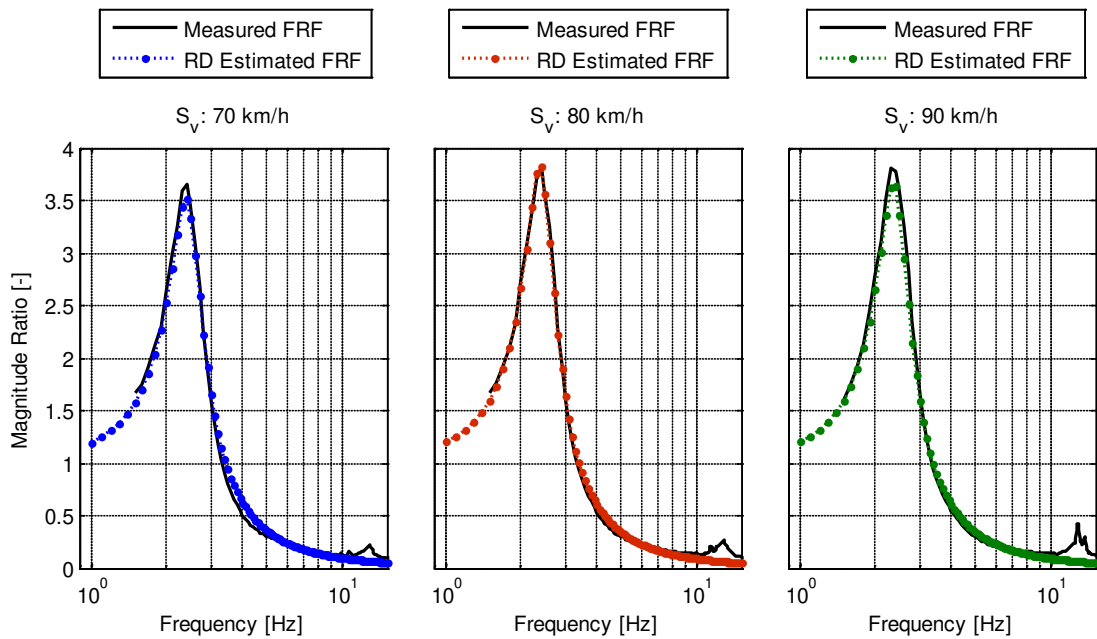 Measured FRF
RD Estimated FRF
Measured FRF
RD Estimated FRF
Measured FRF
RD Estimated FRF
S_v: 70 km/h
S_v: 80 km/h
S_v: 90 km/h
4
3.5
3
2.5
2
1.5
1
0.5
0
Magnitude Ratio [-]
10^0
10^1
10^0
10^1
10^0
10^1
Frequency [Hz]
Frequency [Hz]
Frequency [Hz]